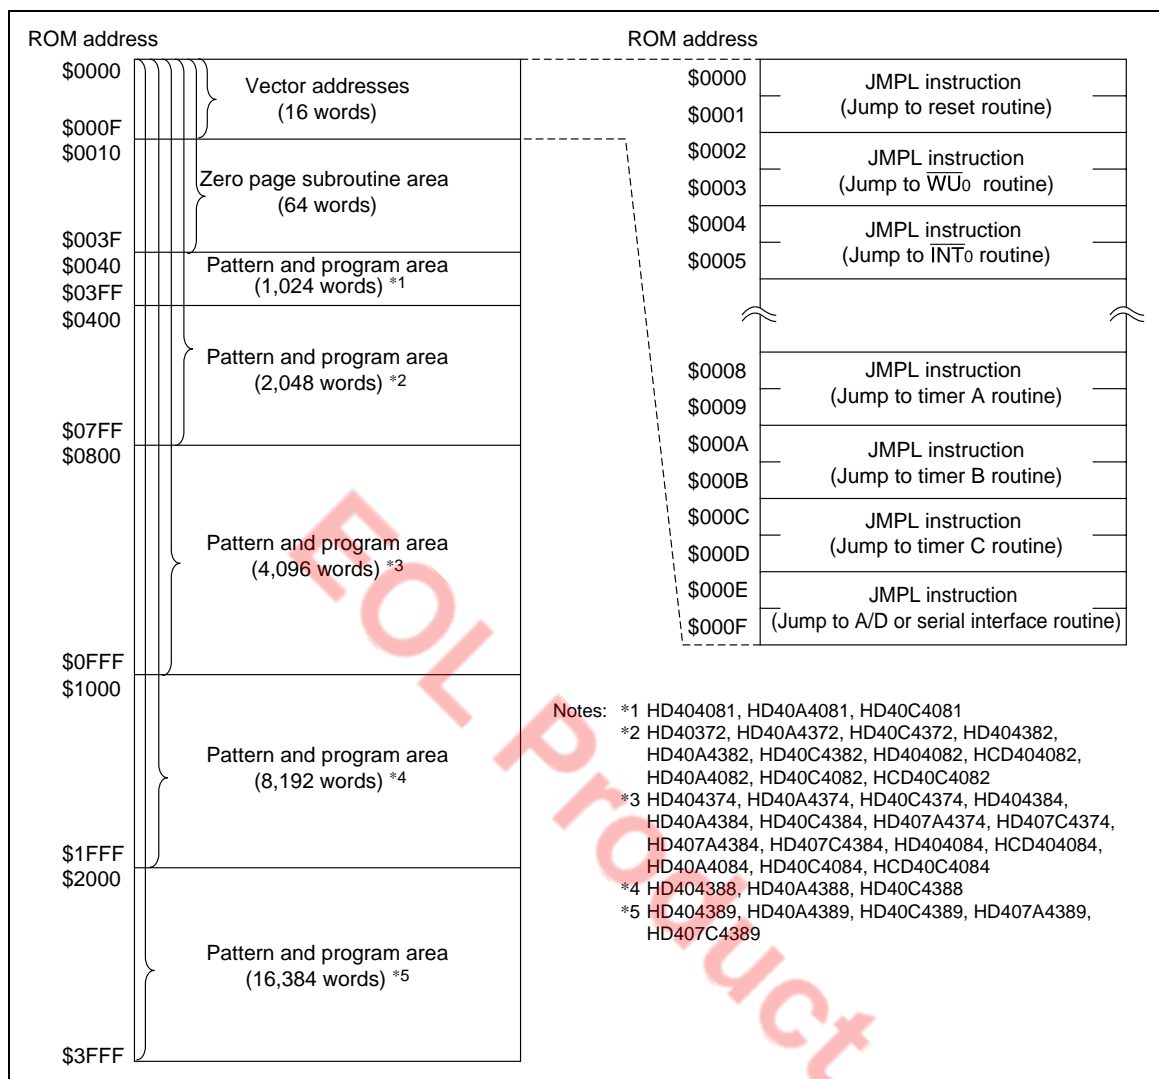 ROM address
$0000
Vector addresses
(16 words)
$000F
$0010
Zero page subroutine area
(64 words)
$003F
$0040
Pattern and program area
(1,024 words) *1
$03FF
$0400
Pattern and program area
(2,048 words) *2
$07FF
$0800
Pattern and program area
(4,096 words) *3
$0FFF
$1000
Pattern and program area
(8,192 words) *4
$1FFF
$2000
Pattern and program area
(16,384 words) *5
$3FFF
ROM address
$0000
JMPL instruction
(Jump to reset routine)
$0001
$0002
JMPL instruction
(Jump to W̅U̅0 routine)
$0003
$0004
JMPL instruction
(Jump to I̅N̅T̅0 routine)
$0005
$0008
JMPL instruction
(Jump to timer A routine)
$0009
$000A
JMPL instruction
(Jump to timer B routine)
$000B
$000C
JMPL instruction
(Jump to timer C routine)
$000D
$000E
JMPL instruction
(Jump to A/D or serial interface routine)
$000F
Notes: *1 HD404081, HD40A4081, HD40C4081
*2 HD40372, HD40A4372, HD40C4372, HD404382,
HD40A4382, HD40C4382, HD404082, HCD404082,
HD40A4082, HD40C4082, HCD40C4082
*3 HD404374, HD40A4374, HD40C4374, HD404384,
HD40A4384, HD40C4384, HD407A4374, HD407C4374,
HD407A4384, HD407C4384, HD404084, HCD404084,
HD40A4084, HD40C4084, HCD40C4084
*4 HD404388, HD40A4388, HD40C4388
*5 HD404389, HD40A4389, HD40C4389, HD407A4389,
HD407C4389
EOL Product